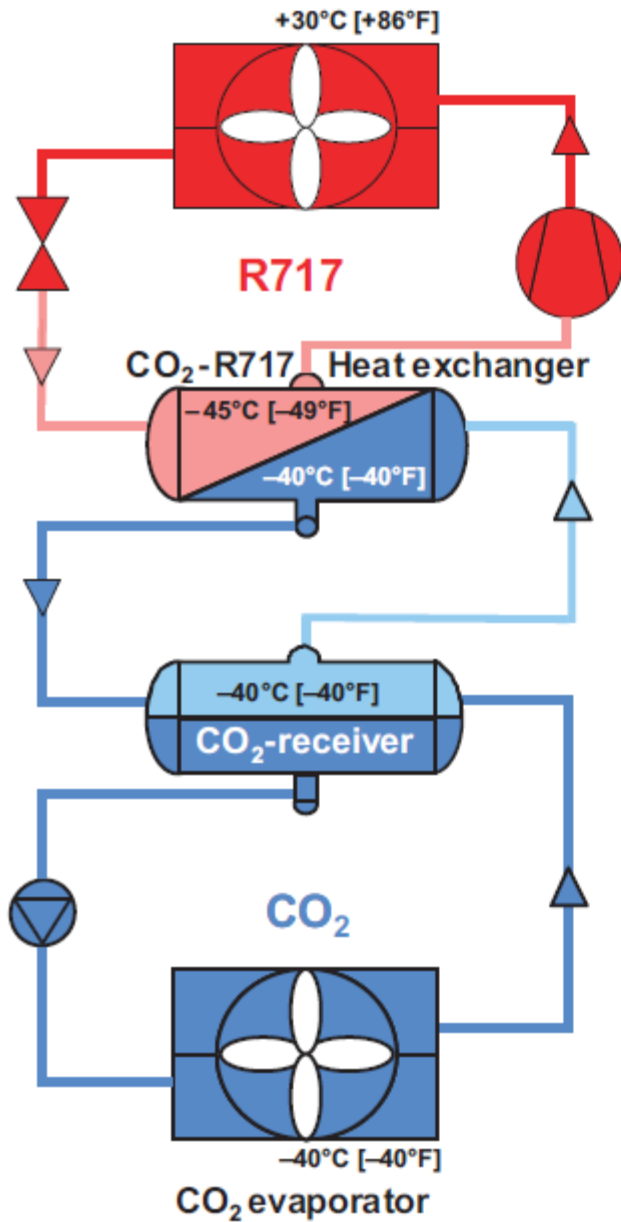 +30°C [+86°F]
R717
CO₂-R717 Heat exchanger
–45°C [–49°F]
–40°C [–40°F]
–40°C [–40°F]
CO₂-receiver
CO₂
–40°C [–40°F]
CO₂ evaporator